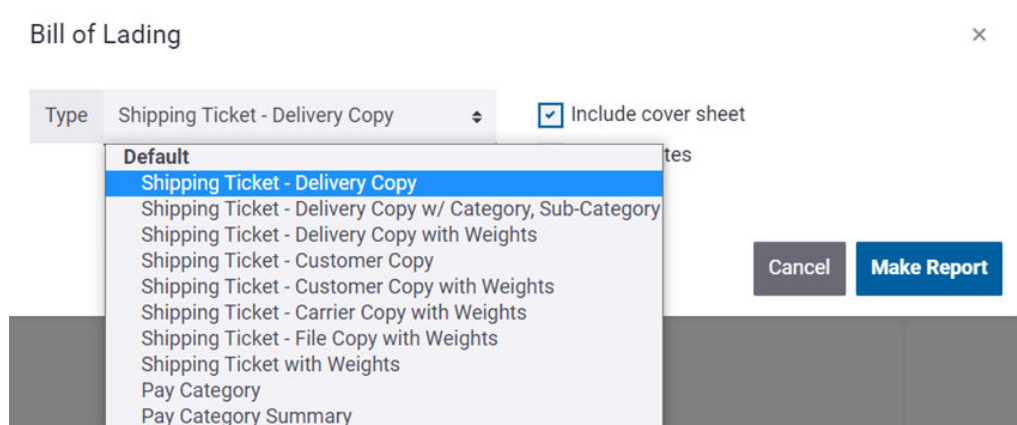 Bill of Lading
Type Shipping Ticket - Delivery Copy
Include cover sheet
Default
Shipping Ticket - Delivery Copy
Shipping Ticket - Delivery Copy w/ Category, Sub-Category
Shipping Ticket - Delivery Copy with Weights
Shipping Ticket - Customer Copy
Shipping Ticket - Customer Copy with Weights
Shipping Ticket - Carrier Copy with Weights
Shipping Ticket - File Copy with Weights
Shipping Ticket with Weights
Pay Category
Pay Category Summary
Cancel Make Report